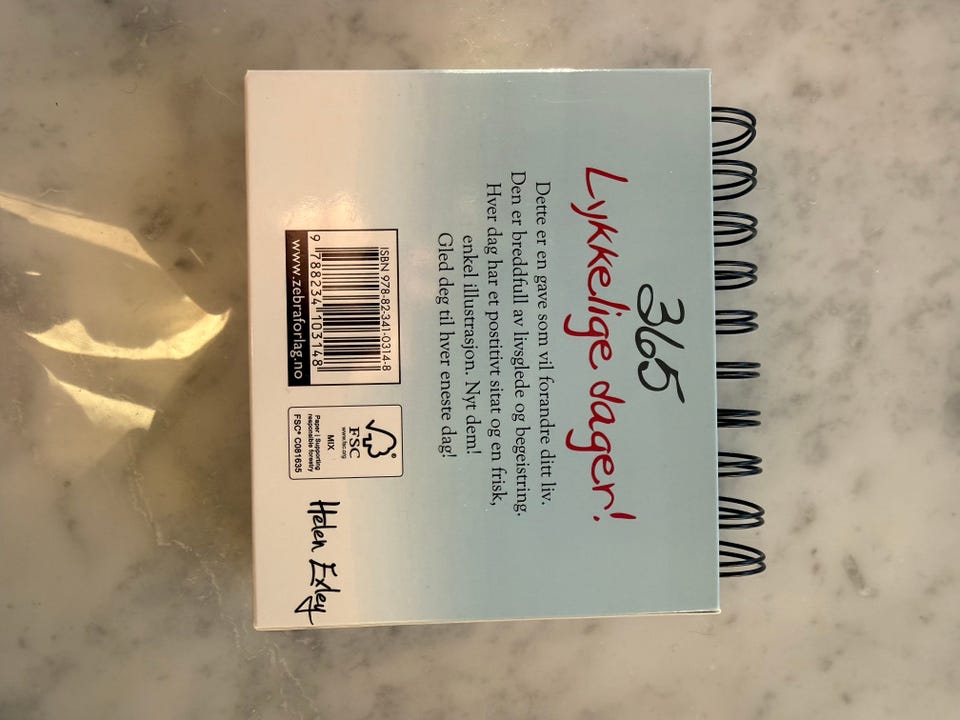 365
Lykkelige dager!
Dette er en gave som vil forandre ditt liv.
Den er breddfull av livsglede og begeistring.
Hver dag har et postitivt sitat og en frisk,
enkel illustrasjon. Nyt dem!
Gled deg til hver eneste dag!
ISBN 978-82-341-0314-8
9 788234 103148
www.zebraforlag.no
FSC®
www.fsc.org
MIX
Paper | Supporting
responsible forestry
FSC® C081635
Helen Exley